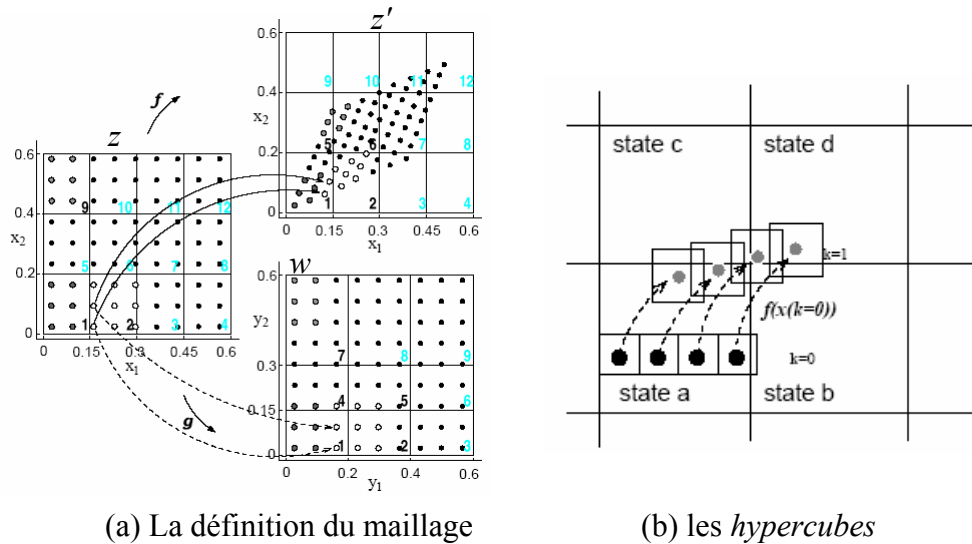 z'
0.6
9 10 11 12
0.4
x2
5 6 7 8
0.2
1 2 3 4
0
0 0.15 0.30 0.45 0.6
x1
f
z
0.6
9 10 11 12
0.4
x2
5 6 7 8
0.2
1 2 3 4
0
0 0.15 0.30 0.45 0.6
x1
g
w
0.6
y2
7 8 9
0.3
4 5 6
0.15
1 2 3
0
0 0.2 0.4 0.6
y1
state c state d
k=1
f(x(k=0))
k=0
state a state b
(a) La définition du maillage
(b) les hypercubes